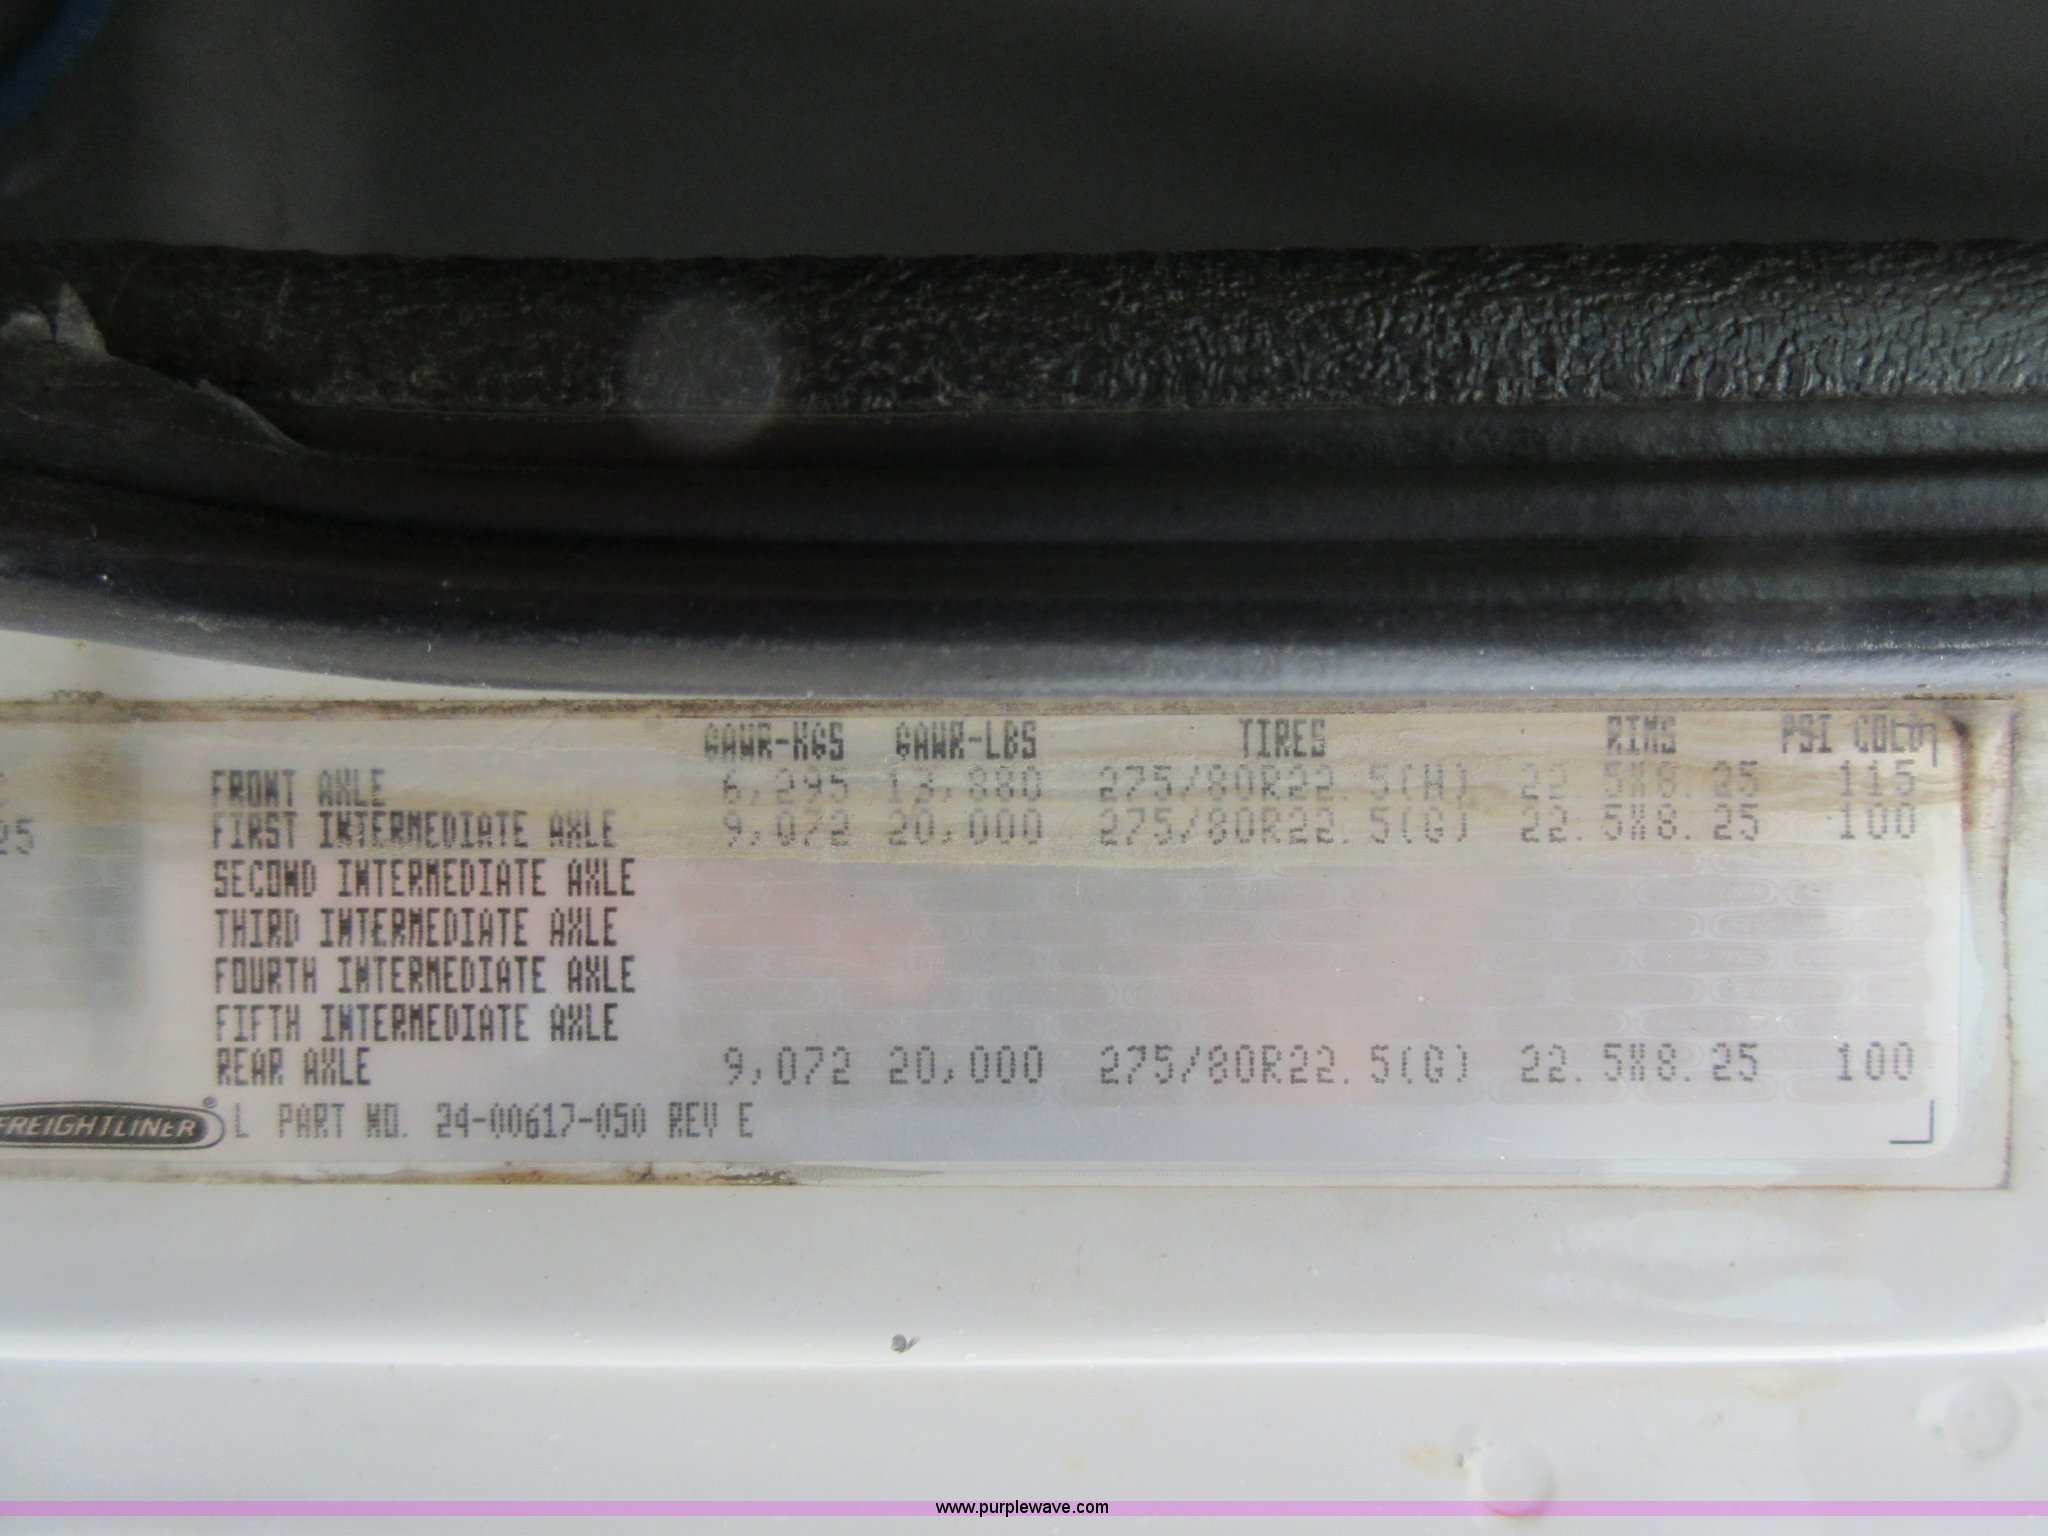 GAWR-KGS GAWR-LBS TIRES RIMS PSI COLD
FRONT AXLE 6,295 13,880 275/80R22.5(H) 22.5X8.25 115
FIRST INTERMEDIATE AXLE 9,072 20,000 275/80R22.5(G) 22.5X8.25 100
SECOND INTERMEDIATE AXLE
THIRD INTERMEDIATE AXLE
FOURTH INTERMEDIATE AXLE
FIFTH INTERMEDIATE AXLE
REAR AXLE 9,072 20,000 275/80R22.5(G) 22.5X8.25 100
FREIGHTLINER® L PART NO. 24-00617-050 REV E
www.purplewave.com